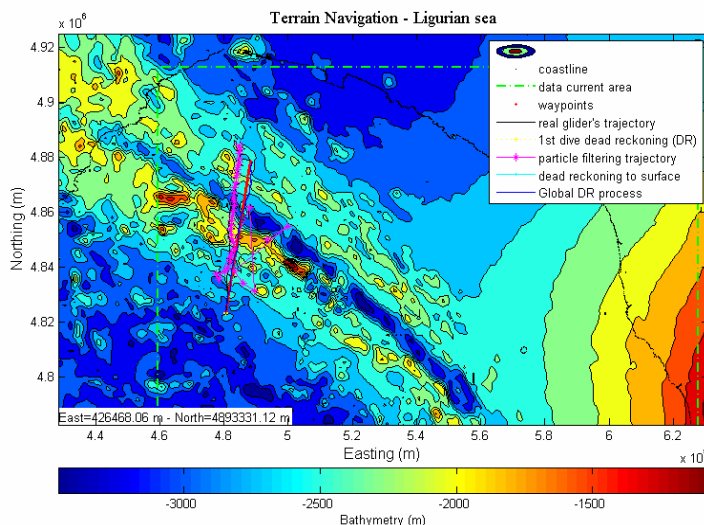 Terrain Navigation - Ligurian sea
x 10⁶
4.92
4.9
4.88
4.86
4.84
4.82
4.8
Northing (m)
coastline
data current area
waypoints
real glider's trajectory
1st dive dead reckoning (DR)
particle filtering trajectory
dead reckoning to surface
Global DR process
East=426468.06 m - North=4893331.12 m
4.4 4.6 4.8 5 5.2 5.4 5.6 5.8 6 6.2
Easting (m)
x 10
-3000 -2500 -2000 -1500
Bathymetry (m)